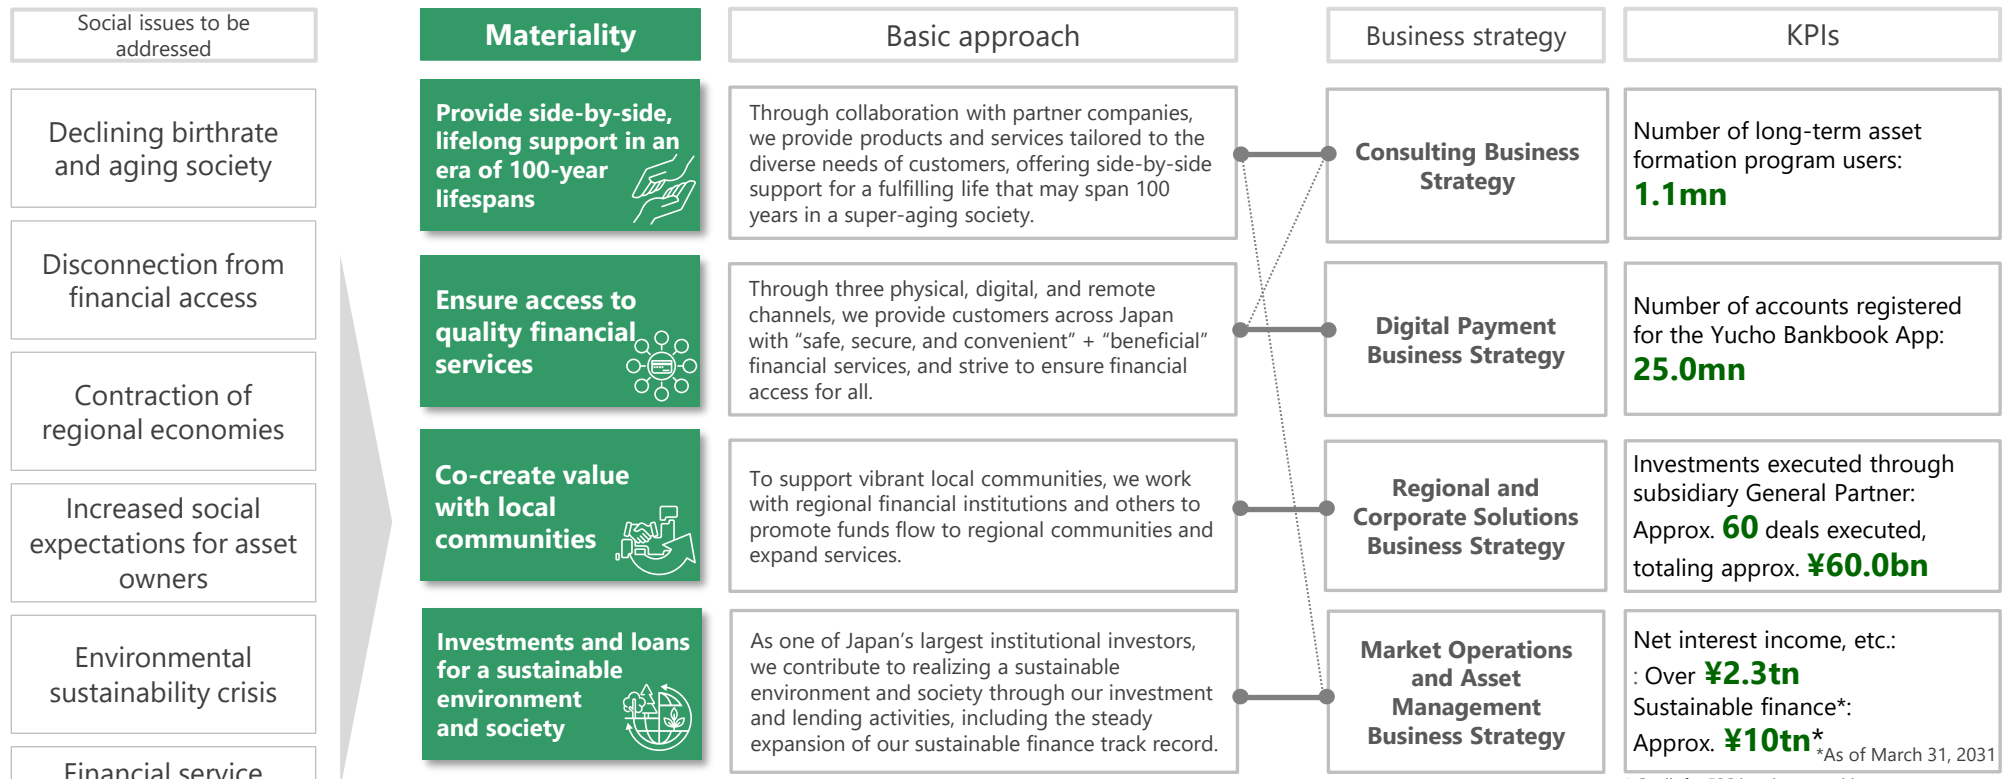 Social issues to be
addressed
Materiality
Basic approach
Business strategy
KPIs
Declining birthrate
and aging society
Disconnection from
financial access
Contraction of
regional economies
Increased social
expectations for asset
owners
Environmental
sustainability crisis
Financial service
Provide side-by-side,
lifelong support in an
era of 100-year
lifespans
Through collaboration with partner companies,
we provide products and services tailored to the
diverse needs of customers, offering side-by-side
support for a fulfilling life that may span 100
years in a super-aging society.
Consulting Business
Strategy
Number of long-term asset
formation program users:
1.1mn
Ensure access to
quality financial
services
Through three physical, digital, and remote
channels, we provide customers across Japan
with “safe, secure, and convenient” + “beneficial”
financial services, and strive to ensure financial
access for all.
Digital Payment
Business Strategy
Number of accounts registered
for the Yucho Bankbook App:
25.0mn
Co-create value
with local
communities
To support vibrant local communities, we work
with regional financial institutions and others to
promote funds flow to regional communities and
expand services.
Regional and
Corporate Solutions
Business Strategy
Investments executed through
subsidiary General Partner:
Approx. 60 deals executed,
totaling approx. ¥60.0bn
Investments and loans
for a sustainable
environment
and society
As one of Japan’s largest institutional investors,
we contribute to realizing a sustainable
environment and society through our investment
and lending activities, including the steady
expansion of our sustainable finance track record.
Market Operations
and Asset
Management
Business Strategy
Net interest income, etc.:
: Over ¥2.3tn
Sustainable finance*:
Approx. ¥10tn*
*As of March 31, 2031